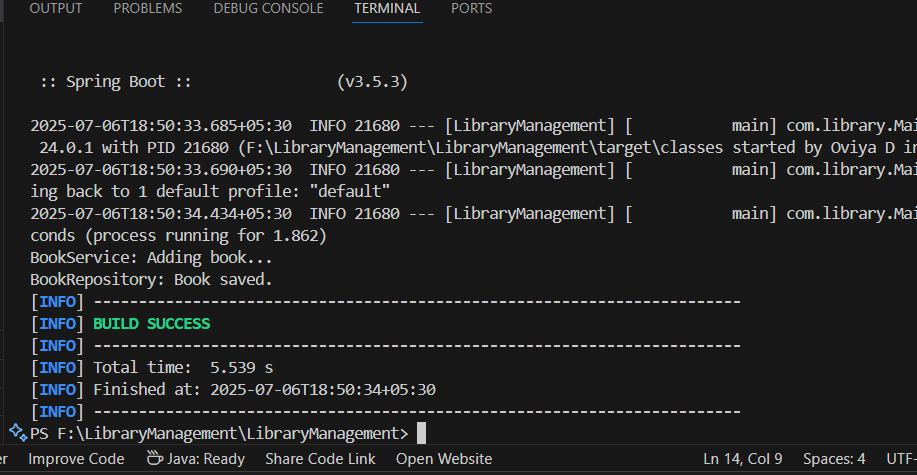 OUTPUT PROBLEMS DEBUG CONSOLE TERMINAL PORTS
:: Spring Boot :: (v3.5.3)
2025-07-06T18:50:33.685+05:30  INFO 21680 --- [LibraryManagement] [           main] com.library.Mai
 24.0.1 with PID 21680 (F:\LibraryManagement\LibraryManagement\target\classes started by Oviya D in
2025-07-06T18:50:33.690+05:30  INFO 21680 --- [LibraryManagement] [           main] com.library.Mai
ing back to 1 default profile: "default"
2025-07-06T18:50:34.434+05:30  INFO 21680 --- [LibraryManagement] [           main] com.library.Mai
conds (process running for 1.862)
BookService: Adding book...
BookRepository: Book saved.
[INFO] ------------------------------------------------------------------------
[INFO] BUILD SUCCESS
[INFO] ------------------------------------------------------------------------
[INFO] Total time:  5.539 s
[INFO] Finished at: 2025-07-06T18:50:34+05:30
[INFO] ------------------------------------------------------------------------
PS F:\LibraryManagement\LibraryManagement>
Improve Code Java: Ready Share Code Link Open Website Ln 14, Col 9 Spaces: 4 UTF-